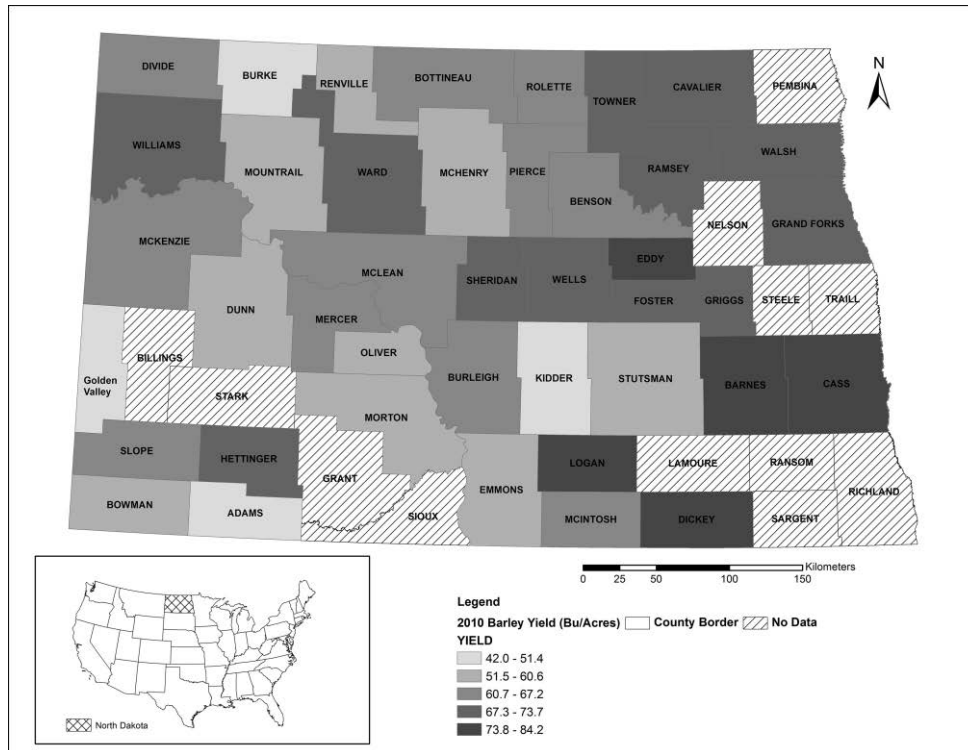 DIVIDE
BURKE
RENVILLE
BOTTINEAU
ROLETTE
TOWNER
CAVALIER
PEMBINA
N
WILLIAMS
MOUNTRAIL
WARD
MCHENRY
PIERCE
BENSON
RAMSEY
WALSH
NELSON
GRAND FORKS
MCKENZIE
MCLEAN
SHERIDAN
WELLS
EDDY
FOSTER
GRIGGS
STEELE
TRAILL
DUNN
MERCER
OLIVER
BILLINGS
Golden
Valley
STARK
BURLEIGH
KIDDER
STUTSMAN
BARNES
CASS
MORTON
SLOPE
HETTINGER
GRANT
LOGAN
LAMOURE
RANSOM
RICHLAND
BOWMAN
ADAMS
SIOUX
EMMONS
MCINTOSH
DICKEY
SARGENT
Kilometers
0 25 50 100 150
Legend
2010 Barley Yield (Bu/Acres) County Border No Data
YIELD
42.0 - 51.4
51.5 - 60.6
60.7 - 67.2
67.3 - 73.7
73.8 - 84.2
North Dakota